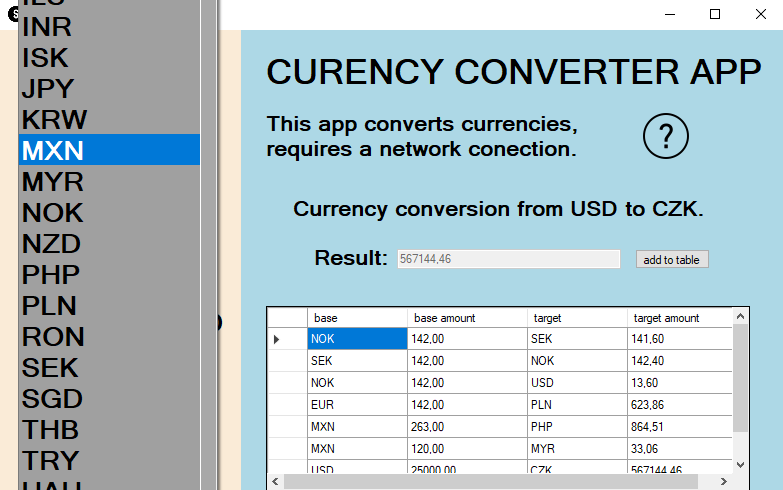 INR
ISK
JPY
KRW
MXN
MYR
NOK
NZD
PHP
PLN
RON
SEK
SGD
THB
TRY
CURENCY CONVERTER APP
This app converts currencies,
requires a network conection.
?
Currency conversion from USD to CZK.
Result: 567144,46 add to table
base base amount target target amount
NOK 142,00 SEK 141,60
SEK 142,00 NOK 142,40
NOK 142,00 USD 13,60
EUR 142,00 PLN 623,86
MXN 263,00 PHP 864,51
MXN 120,00 MYR 33,06
USD 25000,00 CZK 567144,46